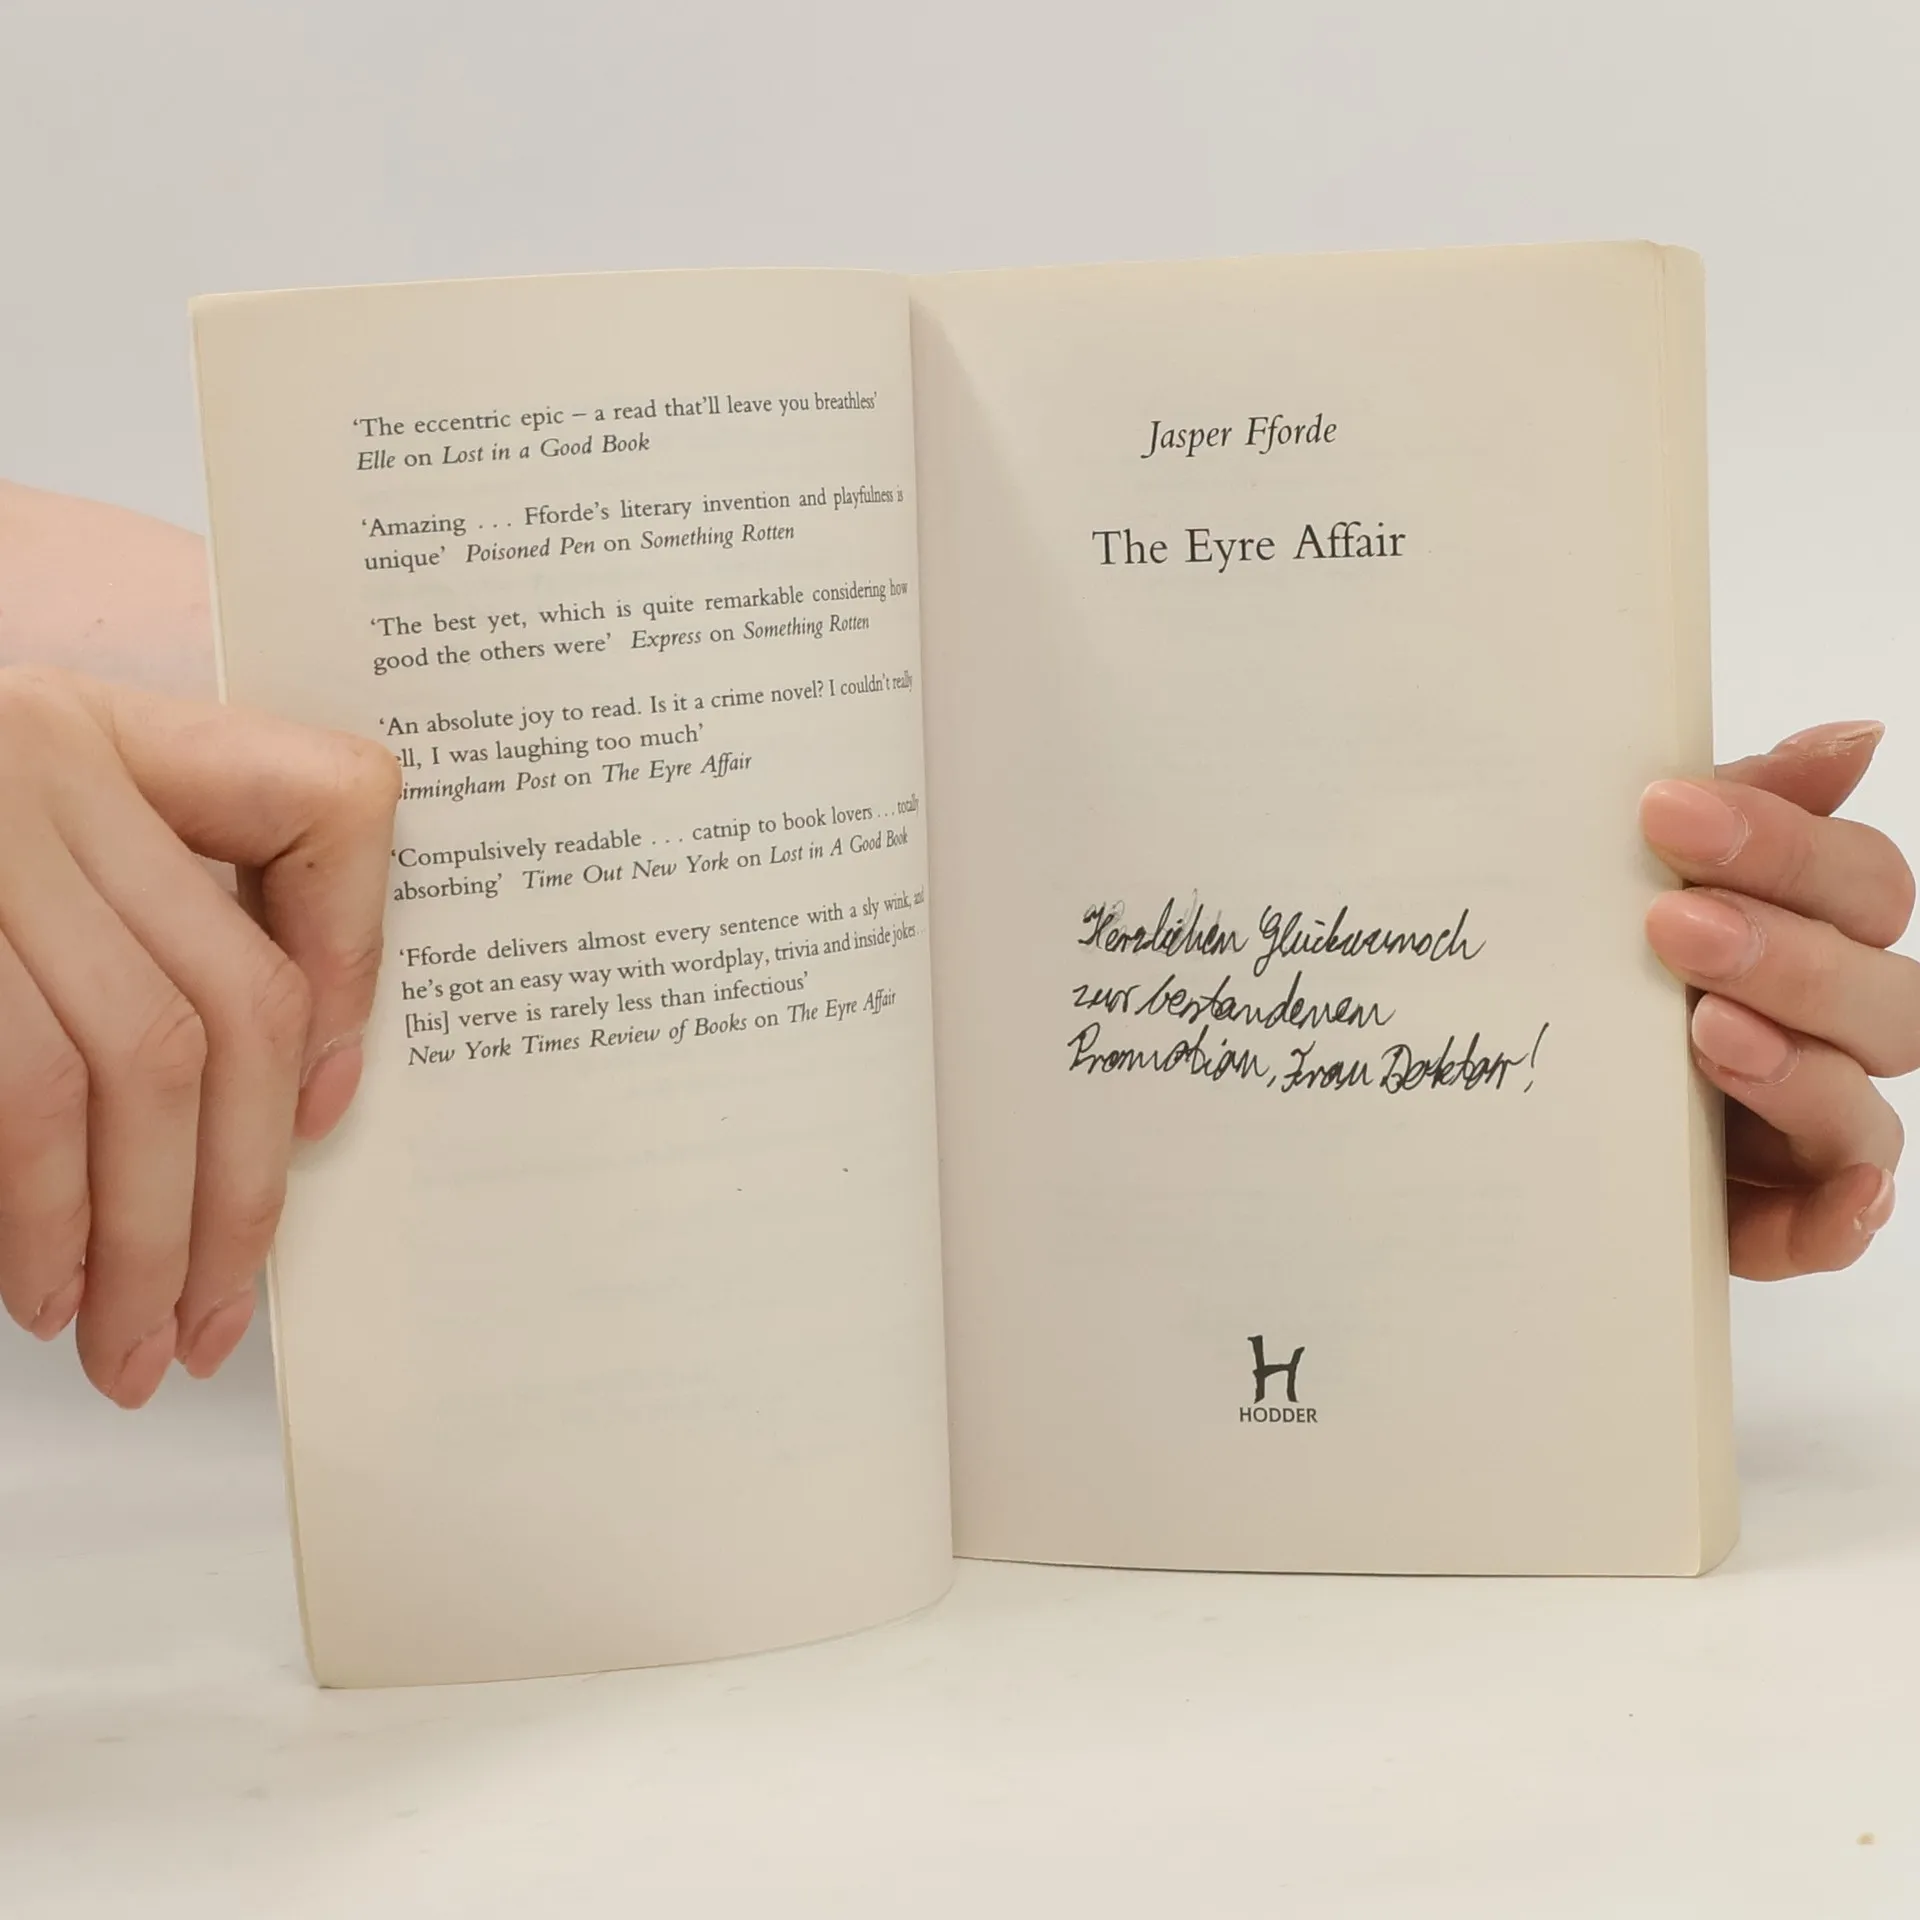 ‘The eccentric epic – a read that’ll leave you breathless’
Elle on Lost in a Good Book
‘Amazing . . . Fforde’s literary invention and playfulness is
unique’ Poisoned Pen on Something Rotten
‘The best yet, which is quite remarkable considering how
good the others were’ Express on Something Rotten
‘An absolute joy to read. Is it a crime novel? I couldn’t really
ell, I was laughing too much’
irmingham Post on The Eyre Affair
‘Compulsively readable . . . catnip to book lovers . . . totally
absorbing’ Time Out New York on Lost in A Good Book
‘Fforde delivers almost every sentence with a sly wink, and
he’s got an easy way with wordplay, trivia and inside jokes . . .
[his] verve is rarely less than infectious’
New York Times Review of Books on The Eyre Affair
Jasper Fforde
The Eyre Affair
Herzlichen Glückwunsch
zur bestandenen
Promotion, Frau Doktor!
H
HODDER